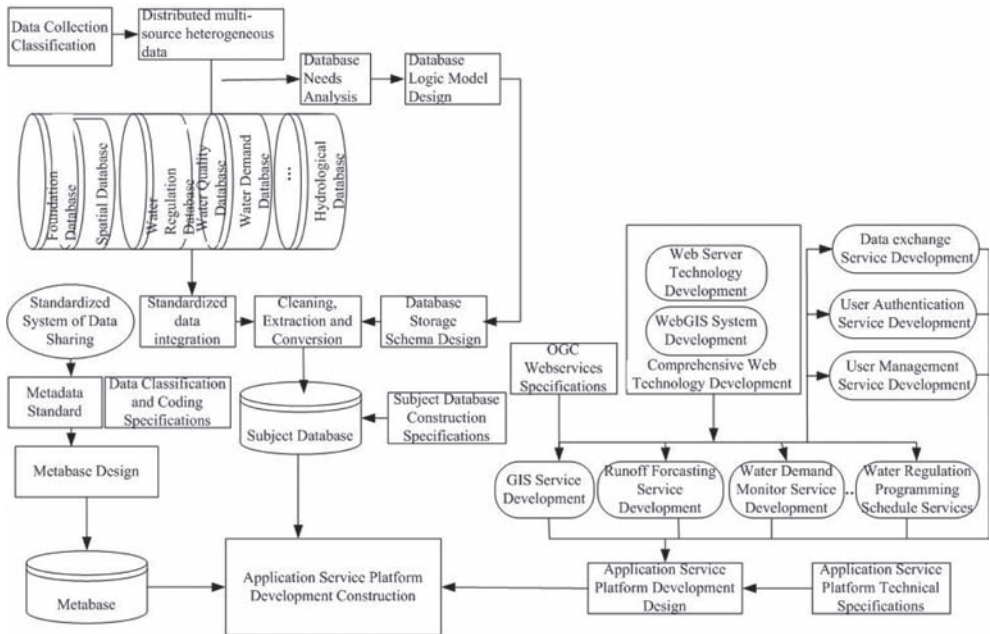 Data Collection
Classification
Distributed multi-
source heterogeneous
data
Database
Needs
Analysis
Database
Logic Model
Design
Foundation
Database
Spatial Database
Water
Regulation
Database
Water Quality
Database
Water Demand
Database
...
Hydrological
Database
Standardized
System of Data
Sharing
Standardized
data
integration
Cleaning,
Extraction and
Conversion
Database
Storage
Schema Design
Web Server
Technology
Development
WebGIS System
Development
Comprehensive Web
Technology Development
Data exchange
Service Development
User Authentication
Service Development
User Management
Service Development
OGC
Webservices
Specifications
Metadata
Standard
Data Classification
and Coding
Specifications
Subject Database
Subject Database
Construction
Specifications
Metabase Design
GIS Service
Development
Runoff Forcasting
Service
Development
Water Demand
Monitor Service
Development
..
Water Regulation
Programming
Schedule Services
Metabase
Application Service Platform
Development Construction
Application Service
Platform Development
Design
Application Service
Platform Technical
Specifications